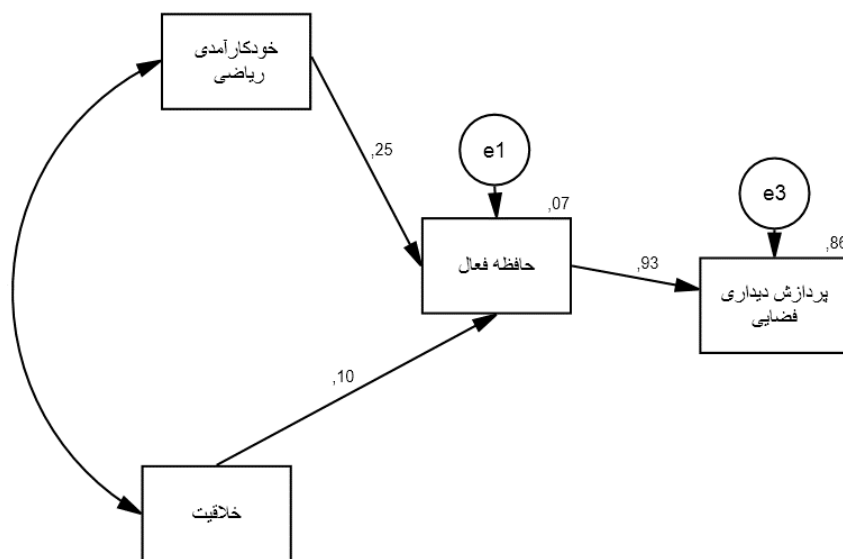 خودکارآمدی
ریاضی
,25
e1
,07
حافظه فعال
,93
e3
,86
پردازش دیداری
فضایی
,10
خلاقیت